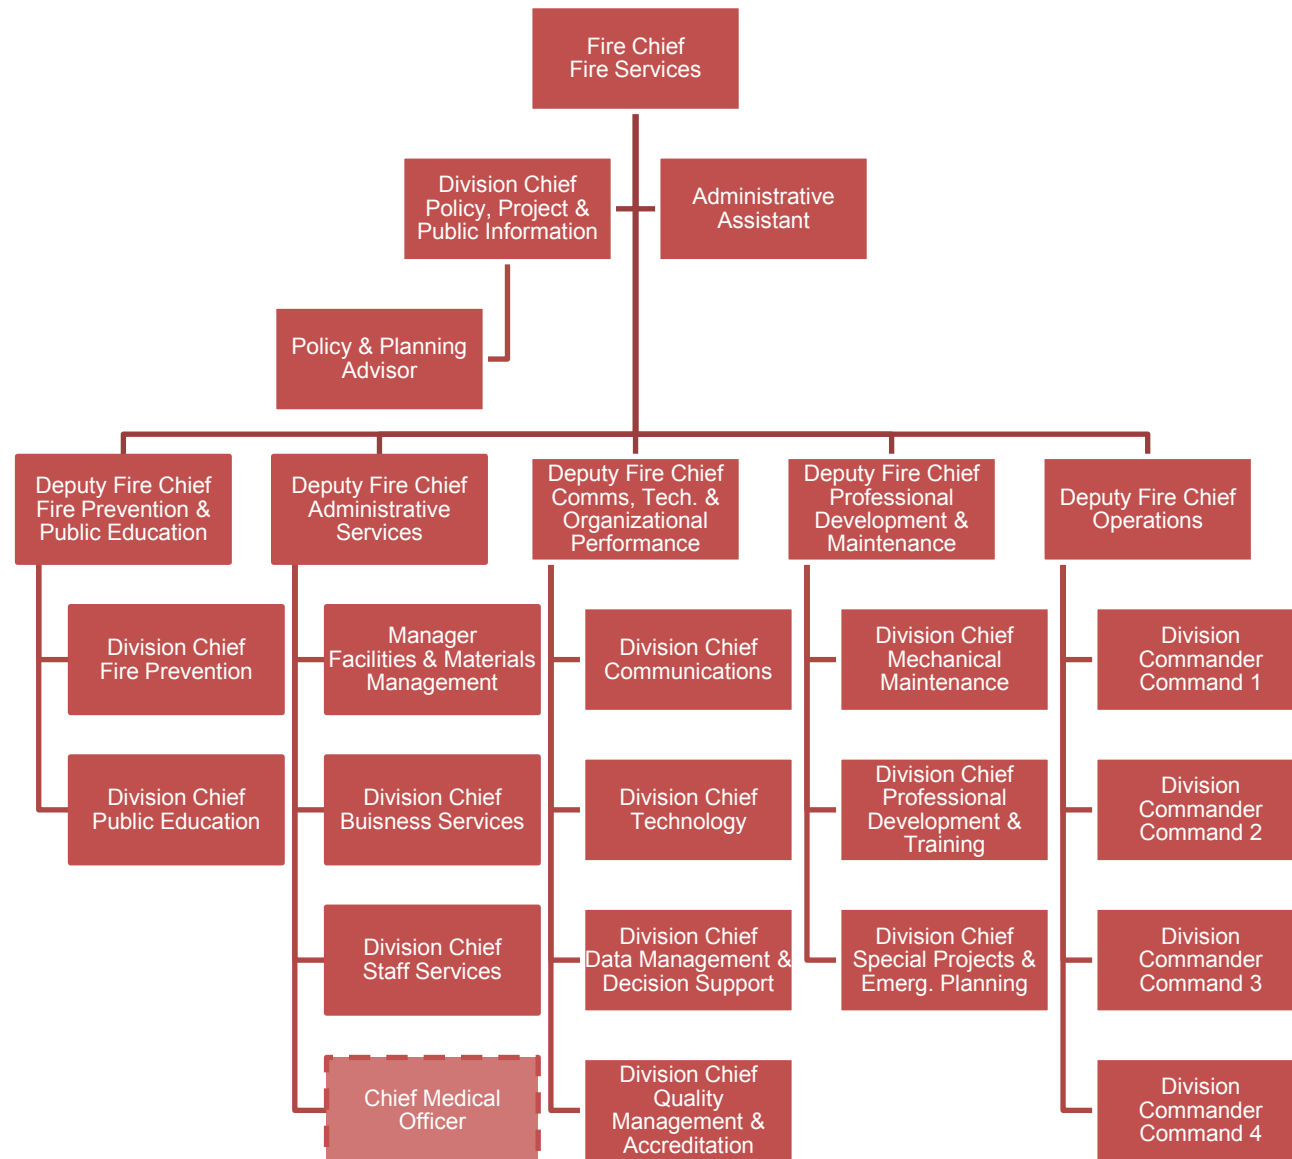 Fire Chief
Fire Services
Division Chief
Policy, Project &
Public Information
Administrative
Assistant
Policy & Planning
Advisor
Deputy Fire Chief
Fire Prevention &
Public Education
Deputy Fire Chief
Administrative
Services
Deputy Fire Chief
Comms, Tech. &
Organizational
Performance
Deputy Fire Chief
Professional
Development &
Maintenance
Deputy Fire Chief
Operations
Division Chief
Fire Prevention
Division Chief
Public Education
Manager
Facilities & Materials
Management
Division Chief
Buisness Services
Division Chief
Staff Services
Chief Medical
Officer
Division Chief
Communications
Division Chief
Technology
Division Chief
Data Management &
Decision Support
Division Chief
Quality
Management &
Accreditation
Division Chief
Mechanical
Maintenance
Division Chief
Professional
Development &
Training
Division Chief
Special Projects &
Emerg. Planning
Division
Commander
Command 1
Division
Commander
Command 2
Division
Commander
Command 3
Division
Commander
Command 4